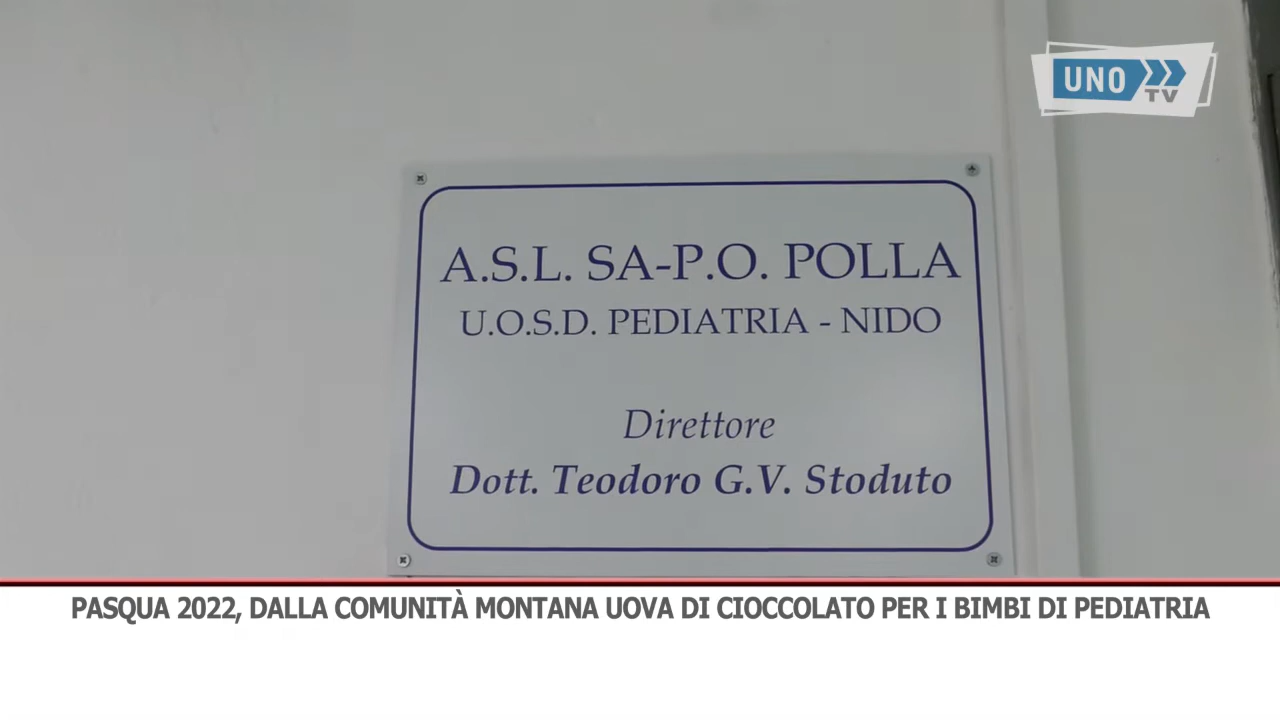 UNO
TV
A.S.L. SA-P.O. POLLA
U.O.S.D. PEDIATRIA - NIDO
Direttore
Dott. Teodoro G.V. Stoduto
PASQUA 2022, DALLA COMUNITÀ MONTANA UOVA DI CIOCCOLATO PER I BIMBI DI PEDIATRIA